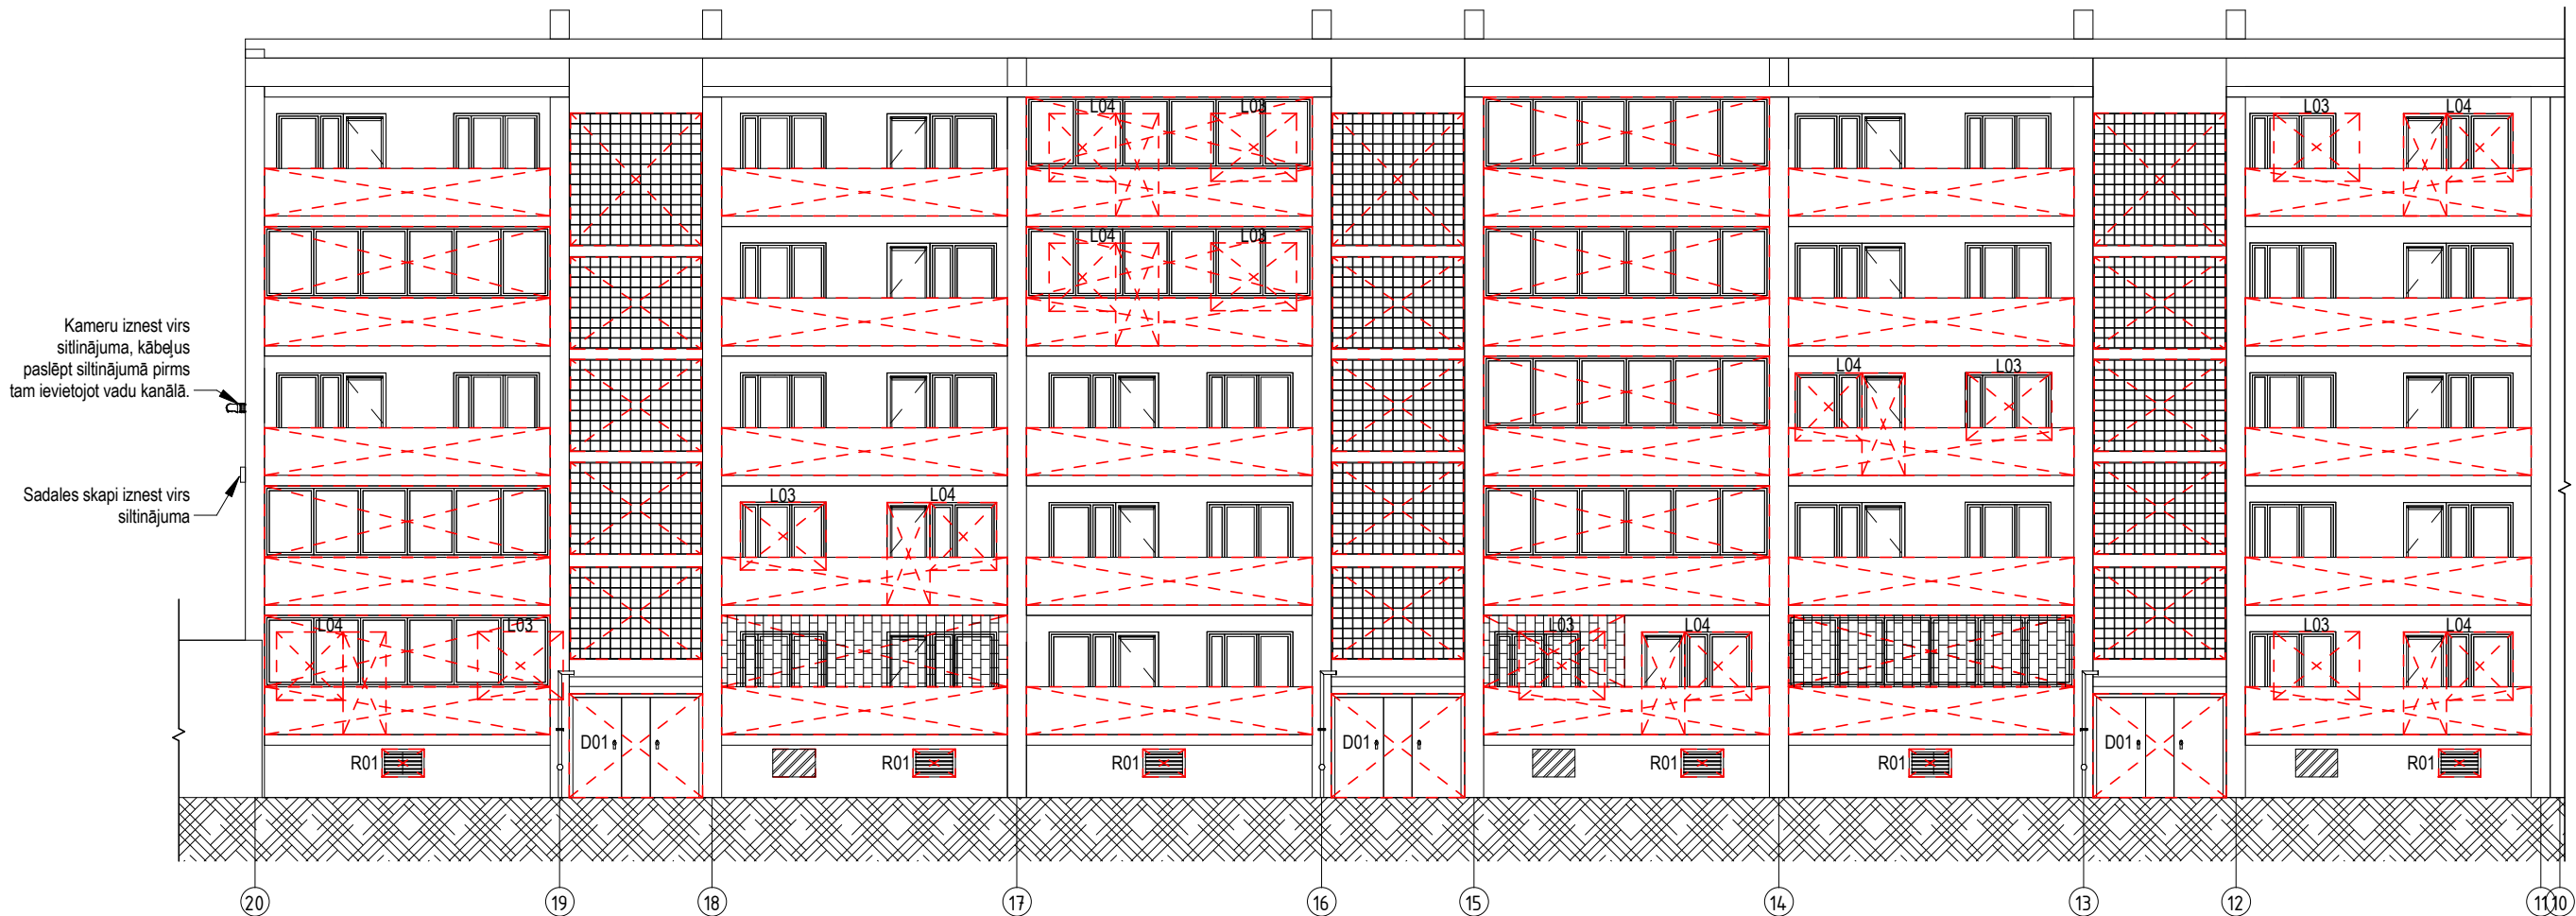 L04 L03 L03 L04
L04 L03
Kameru iznest virs
sitlinājuma, kābeļus
paslēpt siltinājumā pirms
tam ievietojot vadu kanālā.
L04 L03
Sadales skapi iznest virs
siltinājuma
L03 L04
L04 L03 L03 L04 L03 L04
D01 D01 D01
R01 R01 R01 R01 R01 R01
20 19 18 17 16 15 14 13 12 11 10